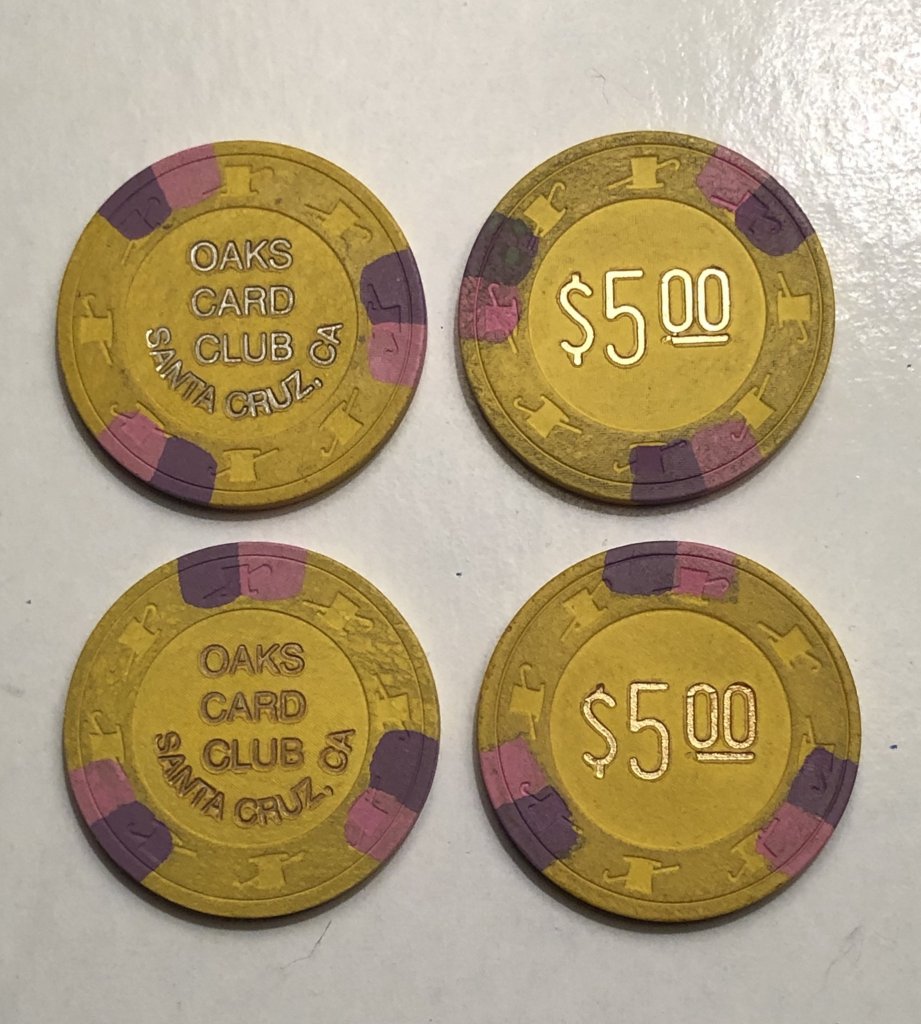 OAKS
CARD
CLUB
SANTA CRUZ, CA
$5.00
OAKS
CARD
CLUB
SANTA CRUZ, CA
$5.00